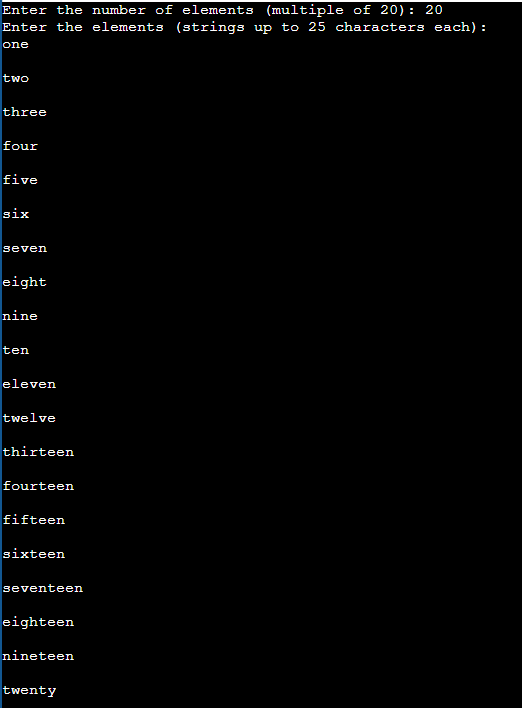 Enter the number of elements (multiple of 20): 20
Enter the elements (strings up to 25 characters each):
one
two
three
four
five
six
seven
eight
nine
ten
eleven
twelve
thirteen
fourteen
fifteen
sixteen
seventeen
eighteen
nineteen
twenty